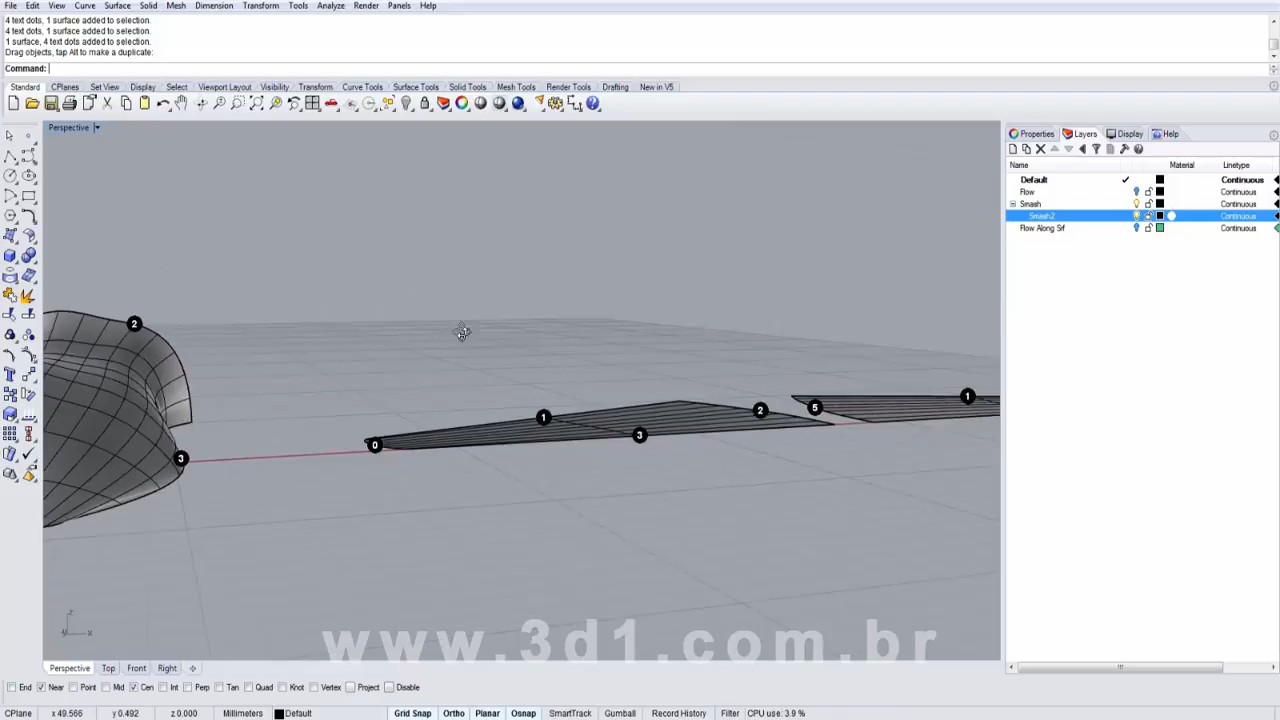 File Edit View Curve Surface Solid Mesh Dimension Transform Tools Analyze Render Panels Help
4 text dots, 1 surface added to selection.
4 text dots, 1 surface added to selection.
1 surface, 4 text dots added to selection.
Drag objects, tap Alt to make a duplicate:
Command:
Standard CPlanes Set View Display Select Viewport Layout Visibility Transform Curve Tools Surface Tools Solid Tools Mesh Tools Render Tools Drafting New in V5
Perspective
Properties Layers Display Help
Name Material Linetype
Default Continuous
Flow Continuous
Smash Continuous
Smash2 Continuous
Flow Along Srf Continuous
2
1
5
1
2
0
3
3
z
x
www.3d1.com.br
Perspective Top Front Right
End Near Point Mid Cen Int Perp Tan Quad Knot Vertex Project Disable
CPlane x 49.566 y 0.492 z 0.000 Millimeters Default Grid Snap Ortho Planar Osnap SmartTrack Gumball Record History Filter CPU use: 3.9 %